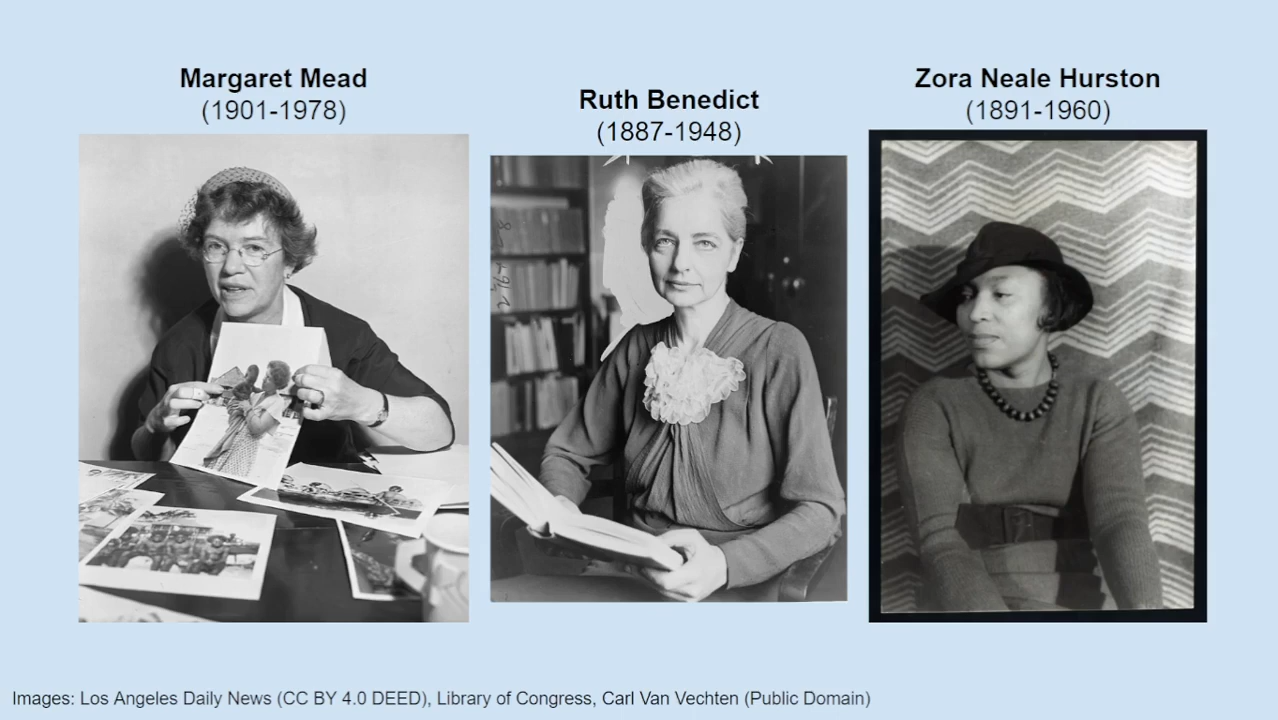 Margaret Mead
(1901-1978)
Ruth Benedict
(1887-1948)
Zora Neale Hurston
(1891-1960)
Images: Los Angeles Daily News (CC BY 4.0 DEED), Library of Congress, Carl Van Vechten (Public Domain)